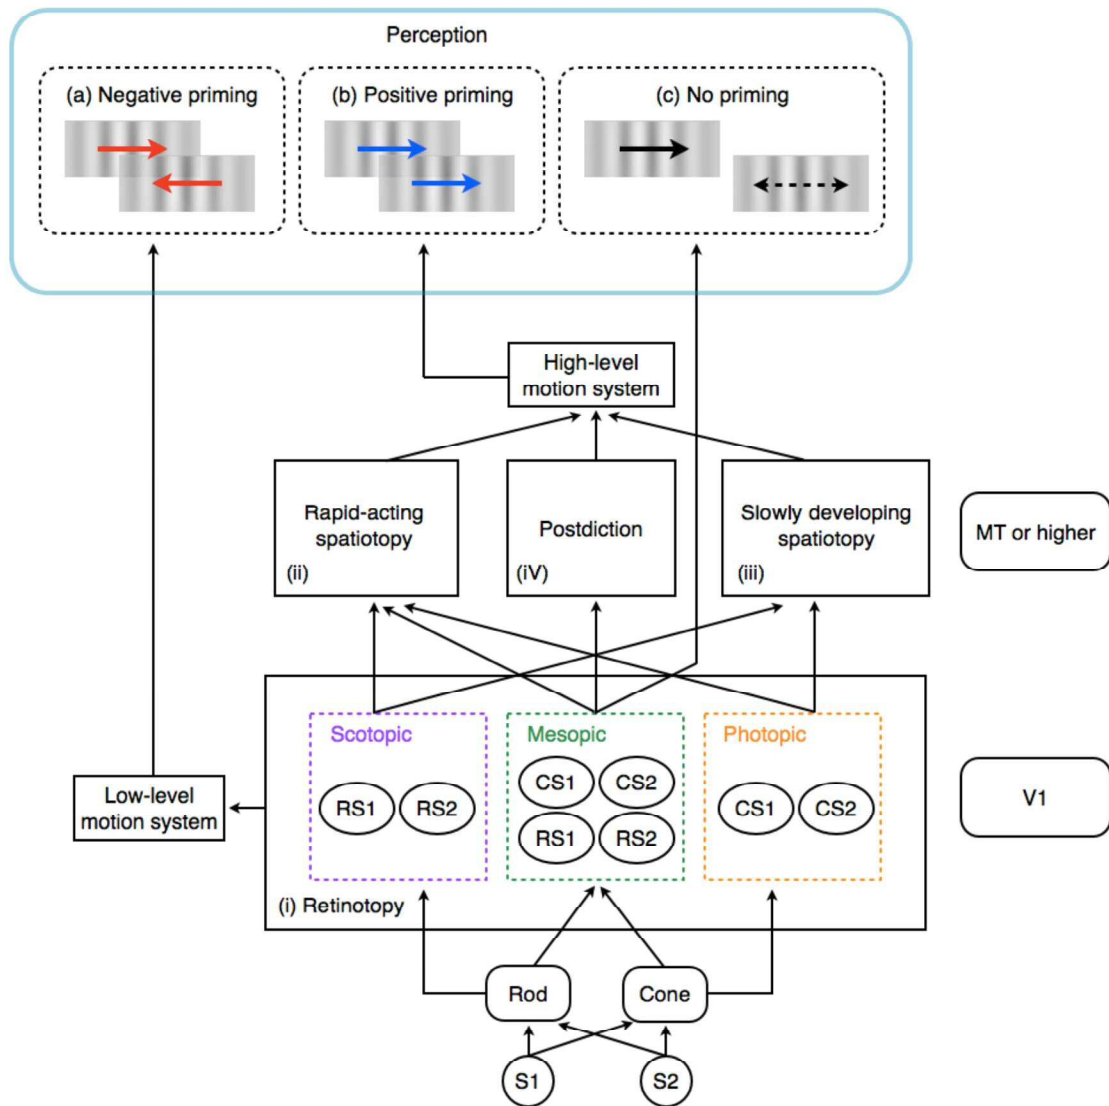 Perception
(a) Negative priming
(b) Positive priming
(c) No priming
High-level
motion system
Rapid-acting
spatiotopy
(ii)
Postdiction
(iV)
Slowly developing
spatiotopy
(iii)
MT or higher
Scotopic
RS1 RS2
Mesopic
CS1 CS2
RS1 RS2
Photopic
CS1 CS2
Low-level
motion system
V1
(i) Retinotopy
Rod
Cone
S1
S2